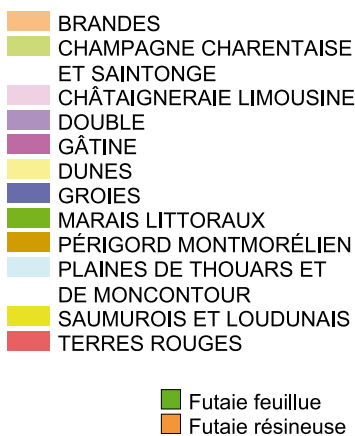 BRANDES
CHAMPAGNE CHARENTAISE
ET SAINTONGE
CHÂTAIGNERAIE LIMOUSINE
DOUBLE
GÂTINE
DUNES
GROIES
MARAIS LITTORAUX
PÉRIGORD MONTMORÉLIEN
PLAINES DE THOUARS ET
DE MONCONTOUR
SAUMUROIS ET LOUDUNAIS
TERRES ROUGES
Futaie feuillue
Futaie résineuse